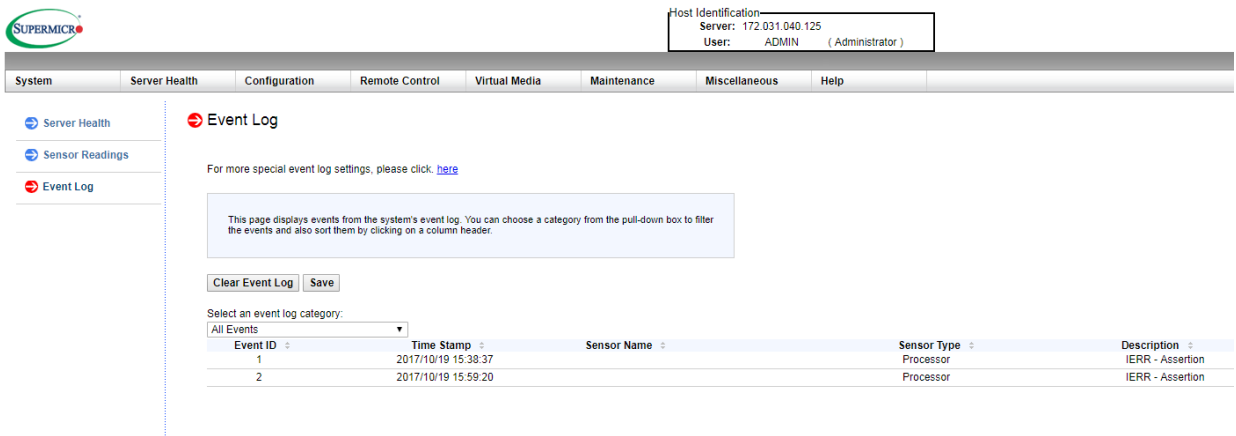 SUPERMICRO
Host Identification
Server: 172.031.040.125
User: ADMIN ( Administrator )
System Server Health Configuration Remote Control Virtual Media Maintenance Miscellaneous Help
Server Health
Sensor Readings
Event Log
Event Log
For more special event log settings, please click. here
This page displays events from the system's event log. You can choose a category from the pull-down box to filter
the events and also sort them by clicking on a column header.
Clear Event Log Save
Select an event log category:
All Events
Event ID Time Stamp Sensor Name Sensor Type Description
1 2017/10/19 15:38:37 Processor IERR - Assertion
2 2017/10/19 15:59:20 Processor IERR - Assertion